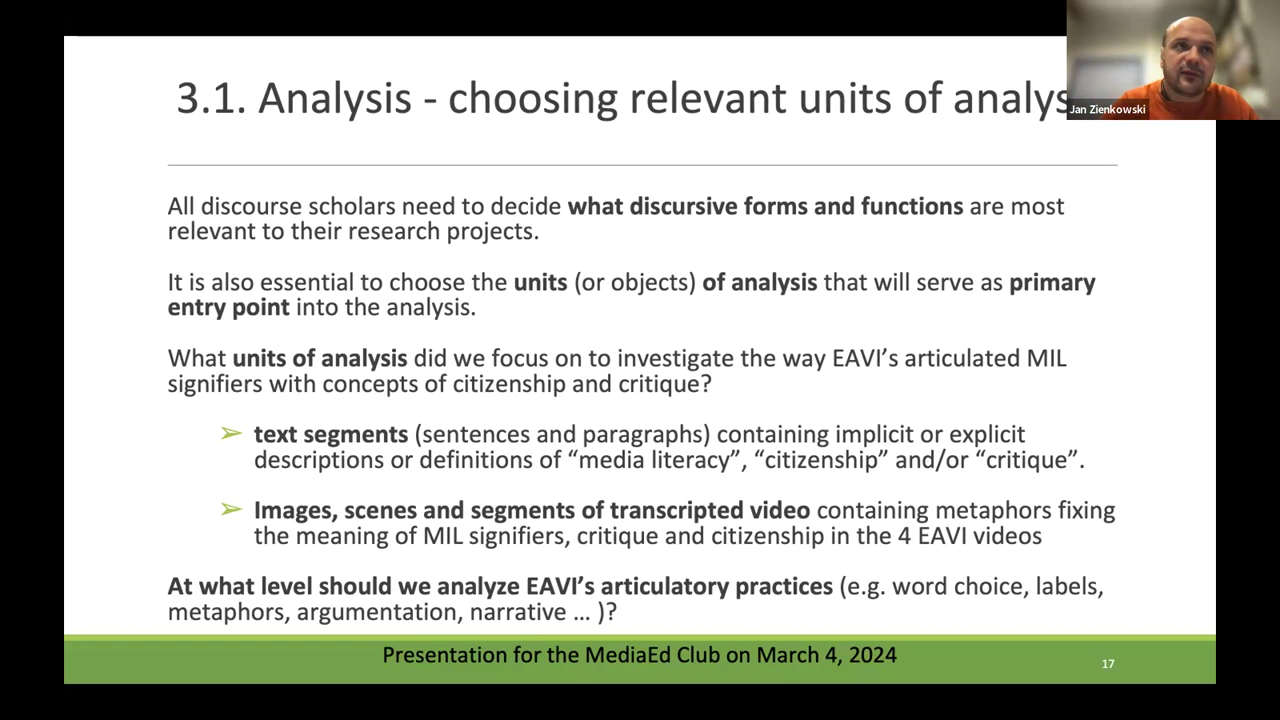 3.1. Analysis - choosing relevant units of analys
Jan Zienkowski
All discourse scholars need to decide what discursive forms and functions are most
relevant to their research projects.
It is also essential to choose the units (or objects) of analysis that will serve as primary
entry point into the analysis.
What units of analysis did we focus on to investigate the way EAVI’s articulated MIL
signifiers with concepts of citizenship and critique?
➢ text segments (sentences and paragraphs) containing implicit or explicit
descriptions or definitions of “media literacy”, “citizenship” and/or “critique”.
➢ Images, scenes and segments of transcripted video containing metaphors fixing
the meaning of MIL signifiers, critique and citizenship in the 4 EAVI videos
At what level should we analyze EAVI’s articulatory practices (e.g. word choice, labels,
metaphors, argumentation, narrative … )?
Presentation for the MediaEd Club on March 4, 2024
17